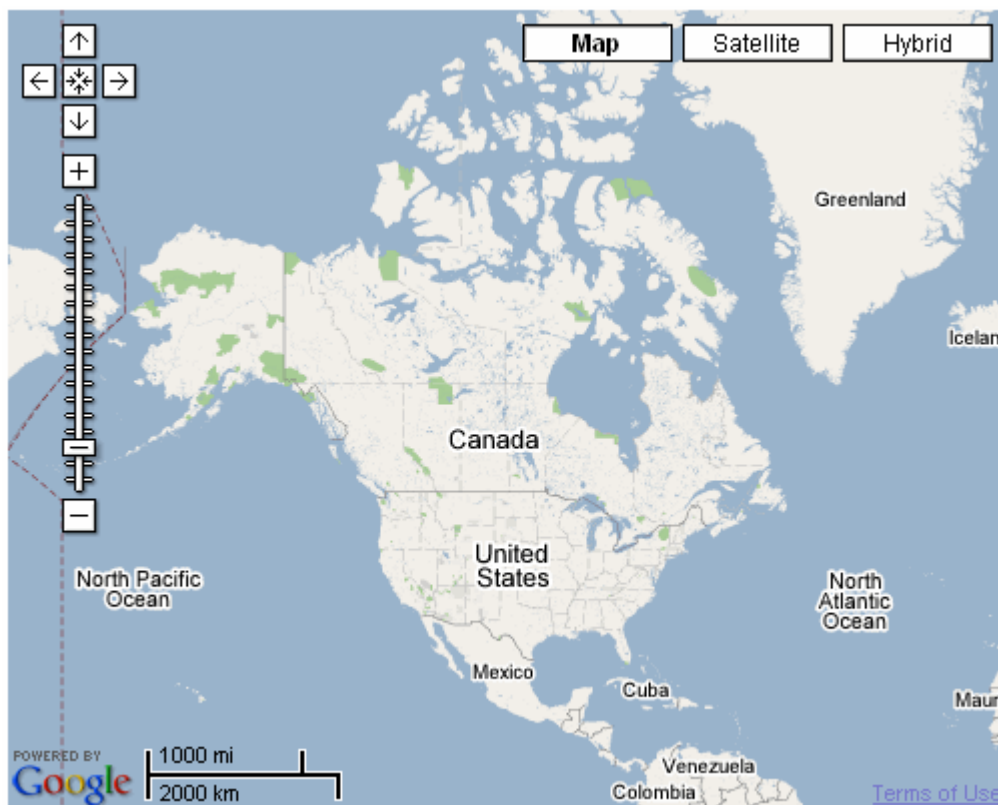 Map
Satellite
Hybrid
Greenland
Icelan
Canada
United
States
North Pacific
Ocean
North
Atlantic
Ocean
Mexico
Cuba
Maur
Venezuela
Colombia
POWERED BY
Google
1000 mi
2000 km
Terms of Use